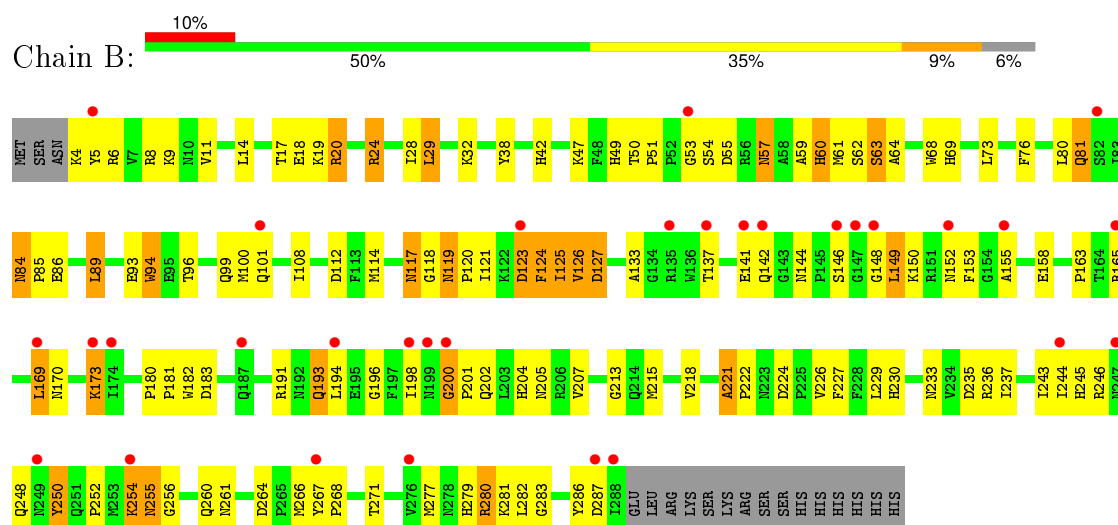 10%
Chain B:
50% 35% 9% 6%
MET SER ASN K4 Y5 R6 V7 R8 K9 N10 V11 L14 T17 E18 K19 R20 R24 I28 L29 K32 Y38 H42 K47 F48 H49 T50 P51 P52 G53 S54 D55 R56 N57 A58 A59 H60 M61 S62 S63 A64 W68 H69 L73 F76 L80 Q81 S82 I83
N84 P85 E86 L89 E93 W94 E95 T96 Q99 M100 Q101 I108 D112 F113 M114 N117 G118 N119 P120 I121 K122 D123 F124 I125 V126 D127 A133 G134 R135 W136 T137 E141 Q142 G143 N144 P145 S146 G147 G148 L149 K150 R151 N152 F153 G154 A155 E158 P163 T164
L169 N170 K173 I174 P180 P181 W182 D183 Q187 R191 N192 Q193 L194 E195 G196 F197 I198 N199 G200 P201 Q202 L203 H204 N205 R206 V207 G213 Q214 M215 V218 A221 P222 N223 D224 P225 V226 F227 F228 L229 H230 N233 V234 D235 R236 I237 I243 I244 H245 R246 N247
Q248 N249 Y250 Q251 P252 M253 K254 N255 G256 Q260 N261 D264 P265 M266 Y267 P268 T271 V276 M277 N278 H279 R280 K281 L282 G283 Y286 D287 I288 GLU LEU ARG LYS SER SER LYS ARG SER SER HIS HIS HIS HIS HIS HIS